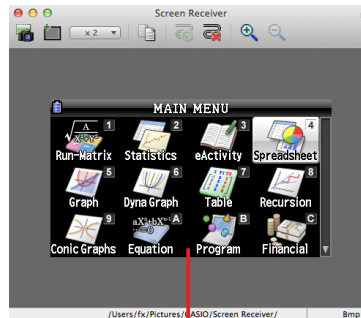 Screen Receiver
x 2
MAIN MENU
1 2 3 4
Run-Matrix Statistics eActivity Spreadsheet
5 6 7 8
Graph Dyna Graph Table Recursion
9 A B C
Conic Graphs Equation Program Financial
/Users/fx/Pictures/CASIO/Screen Receiver/ Bmp